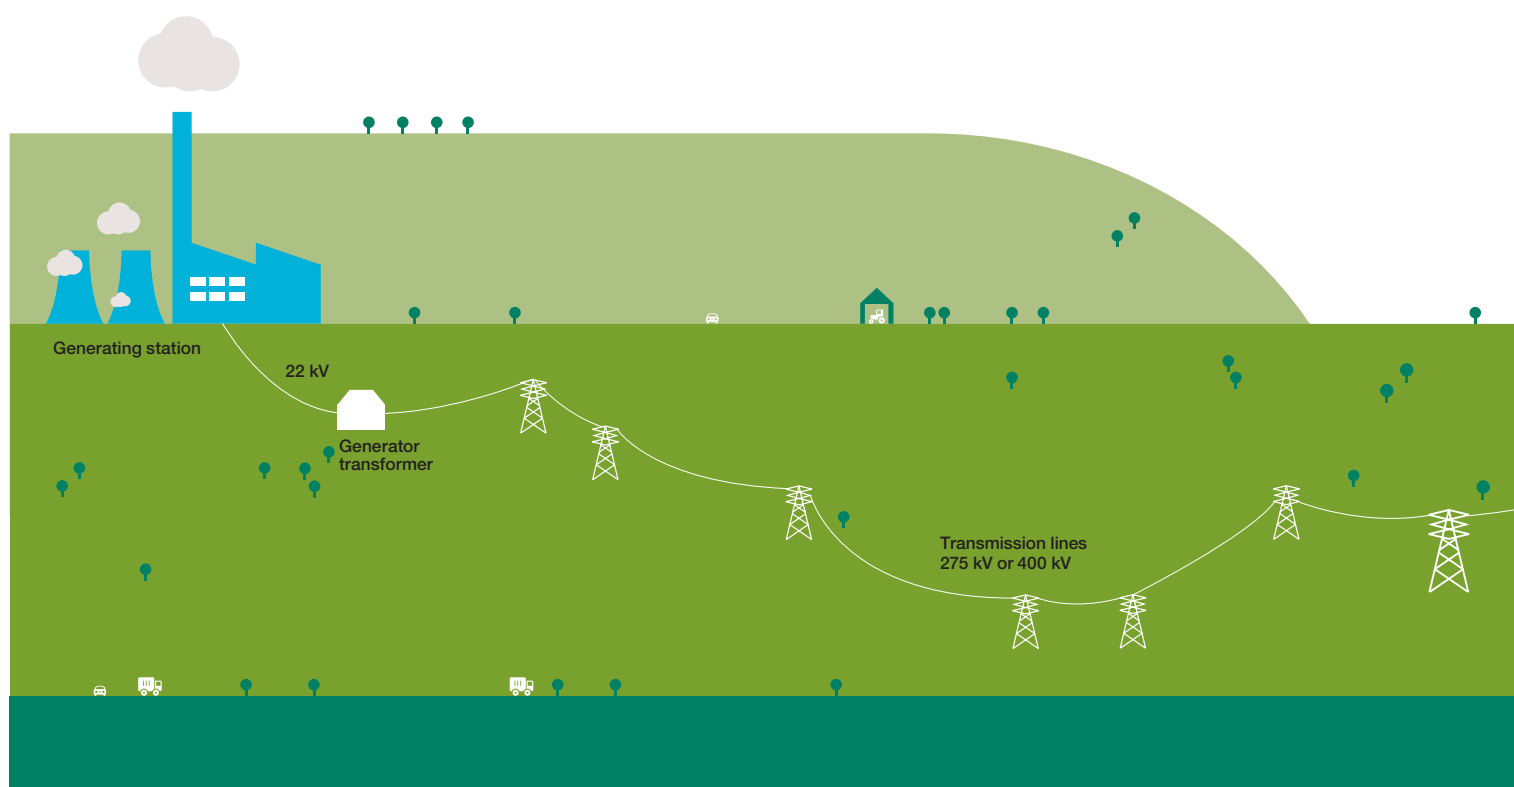 Generating station
22 kV
Generator
transformer
Transmission lines
275 kV or 400 kV